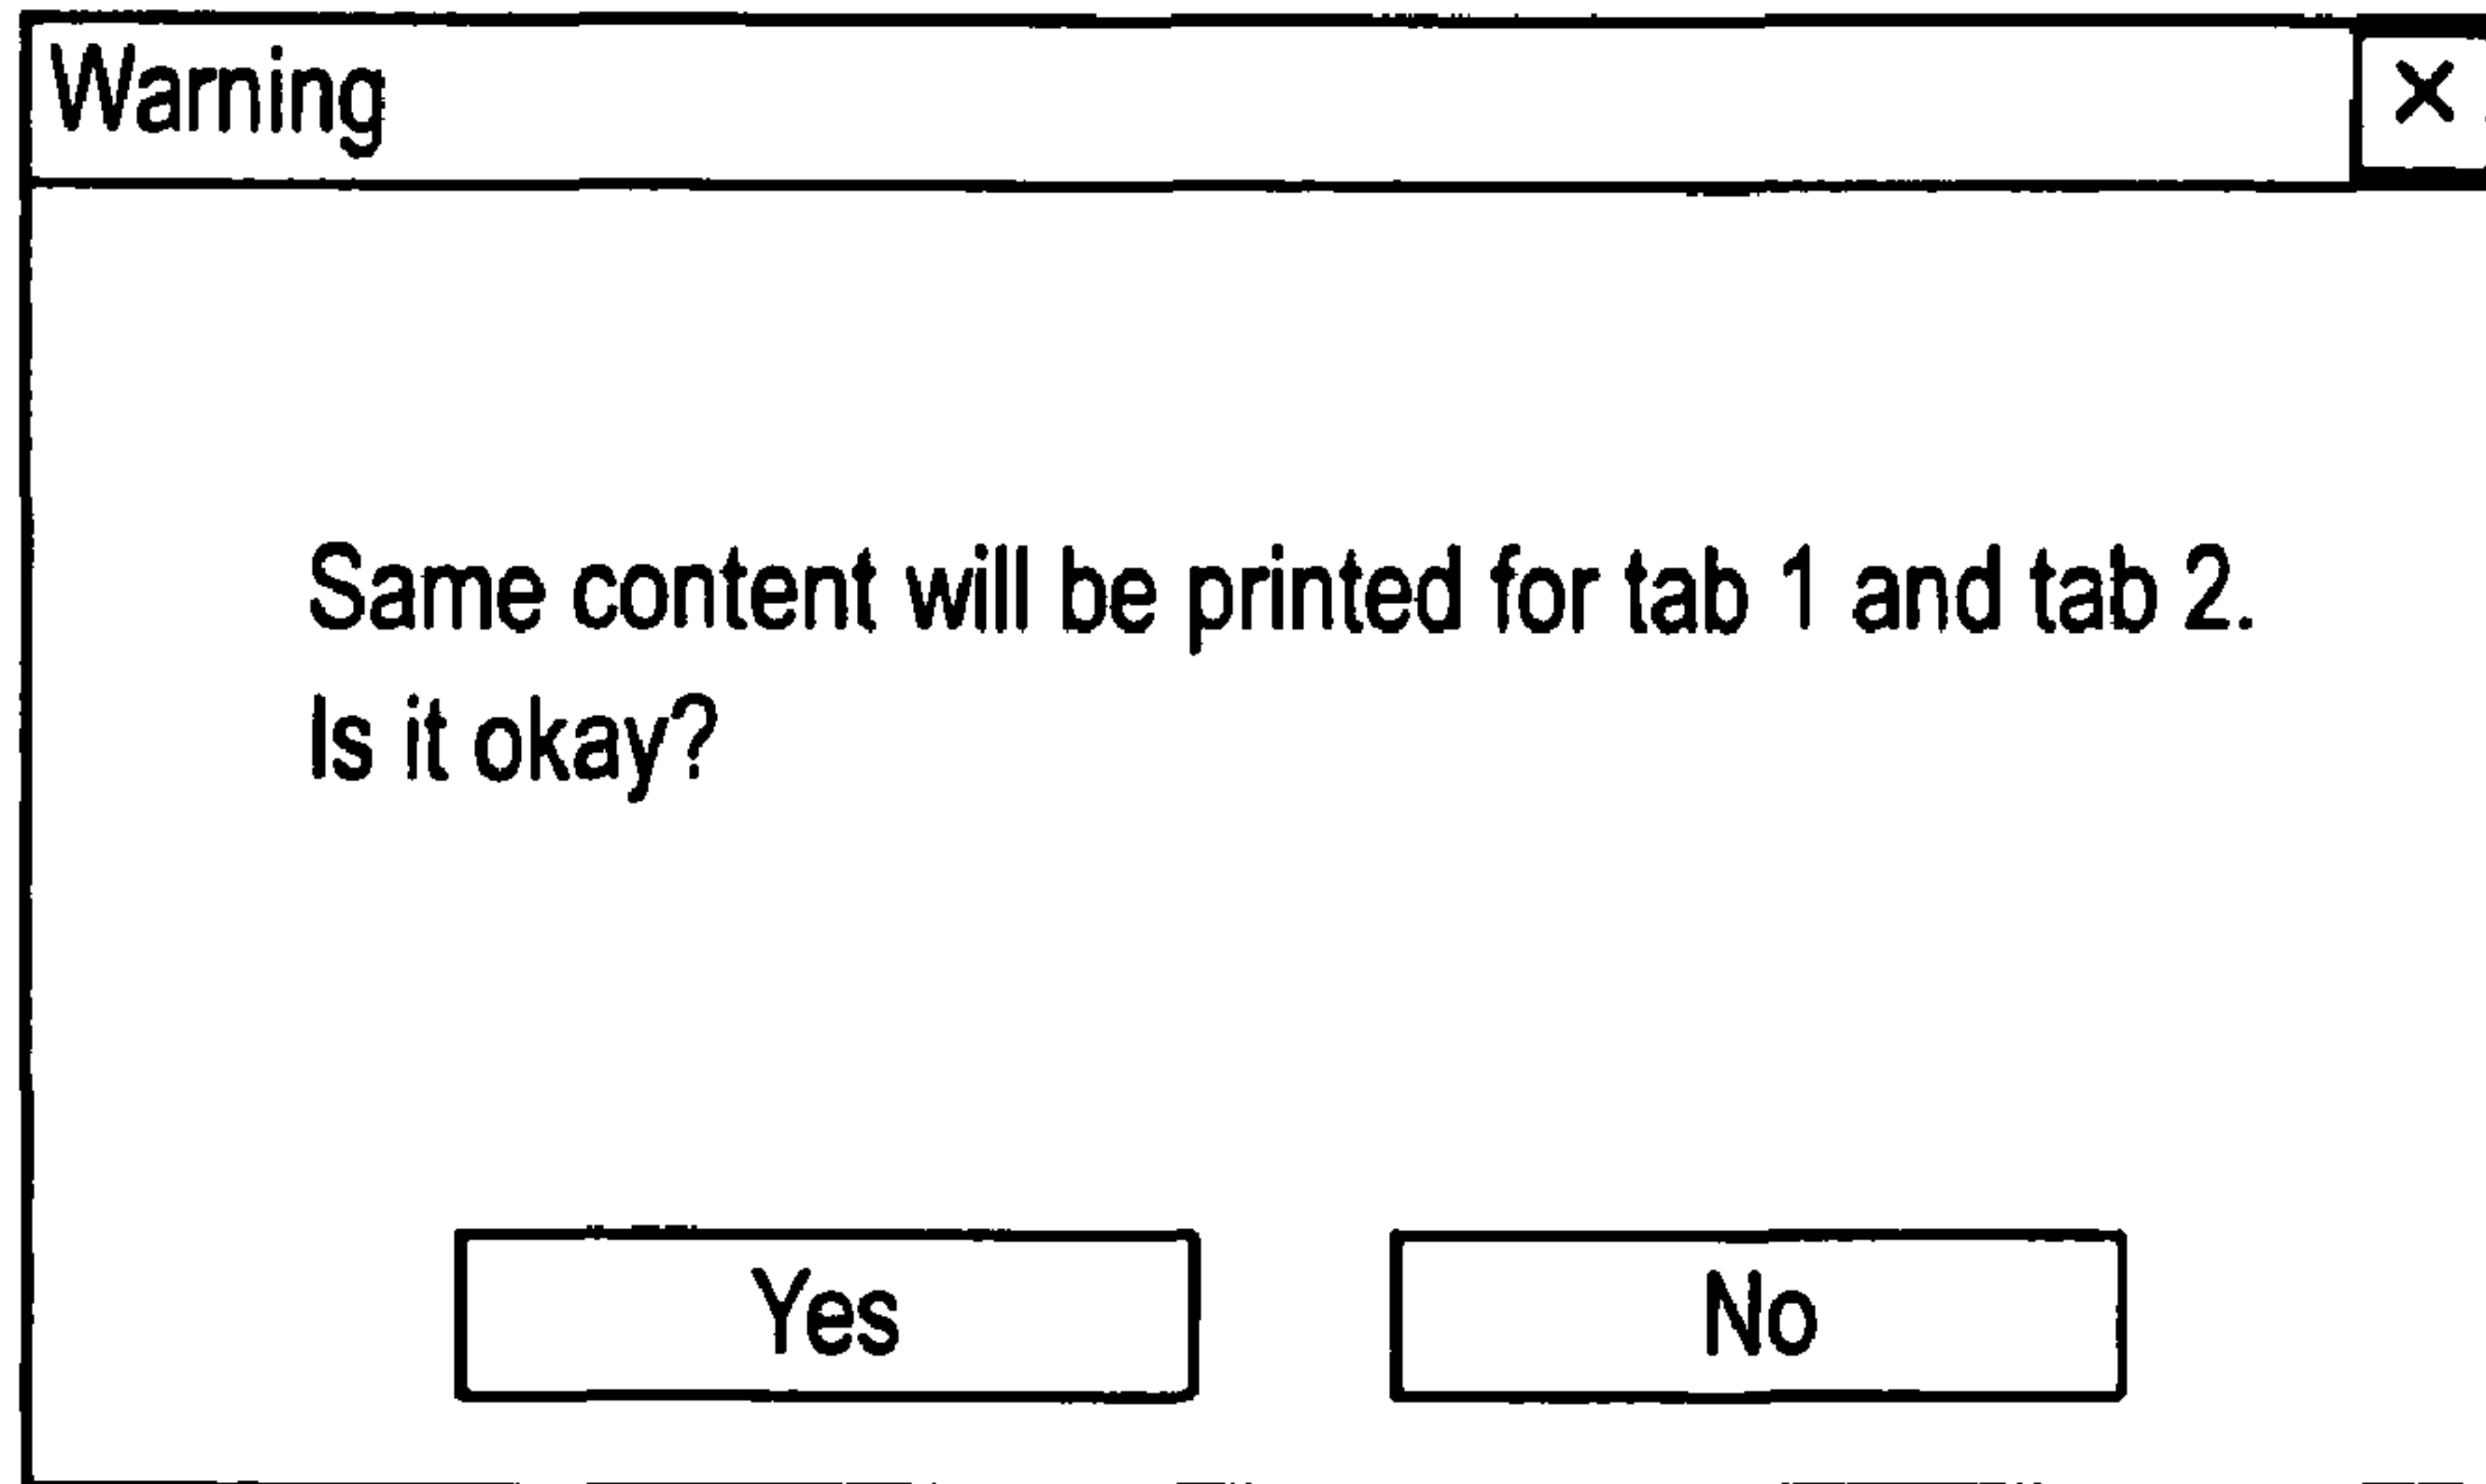 Warning ×
Same content will be printed for tab 1 and tab 2.
Is it okay?
Yes No